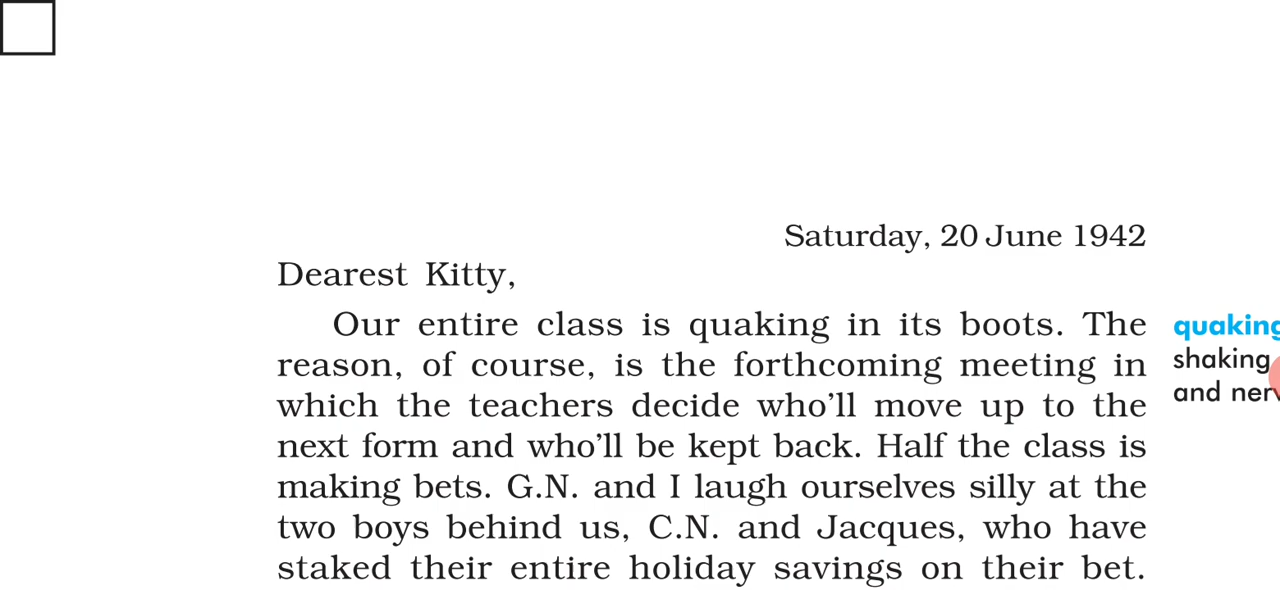 Saturday, 20 June 1942
Dearest Kitty,
Our entire class is quaking in its boots. The
reason, of course, is the forthcoming meeting in
which the teachers decide who’ll move up to the
next form and who’ll be kept back. Half the class is
making bets. G.N. and I laugh ourselves silly at the
two boys behind us, C.N. and Jacques, who have
staked their entire holiday savings on their bet.
quaking
shaking
and